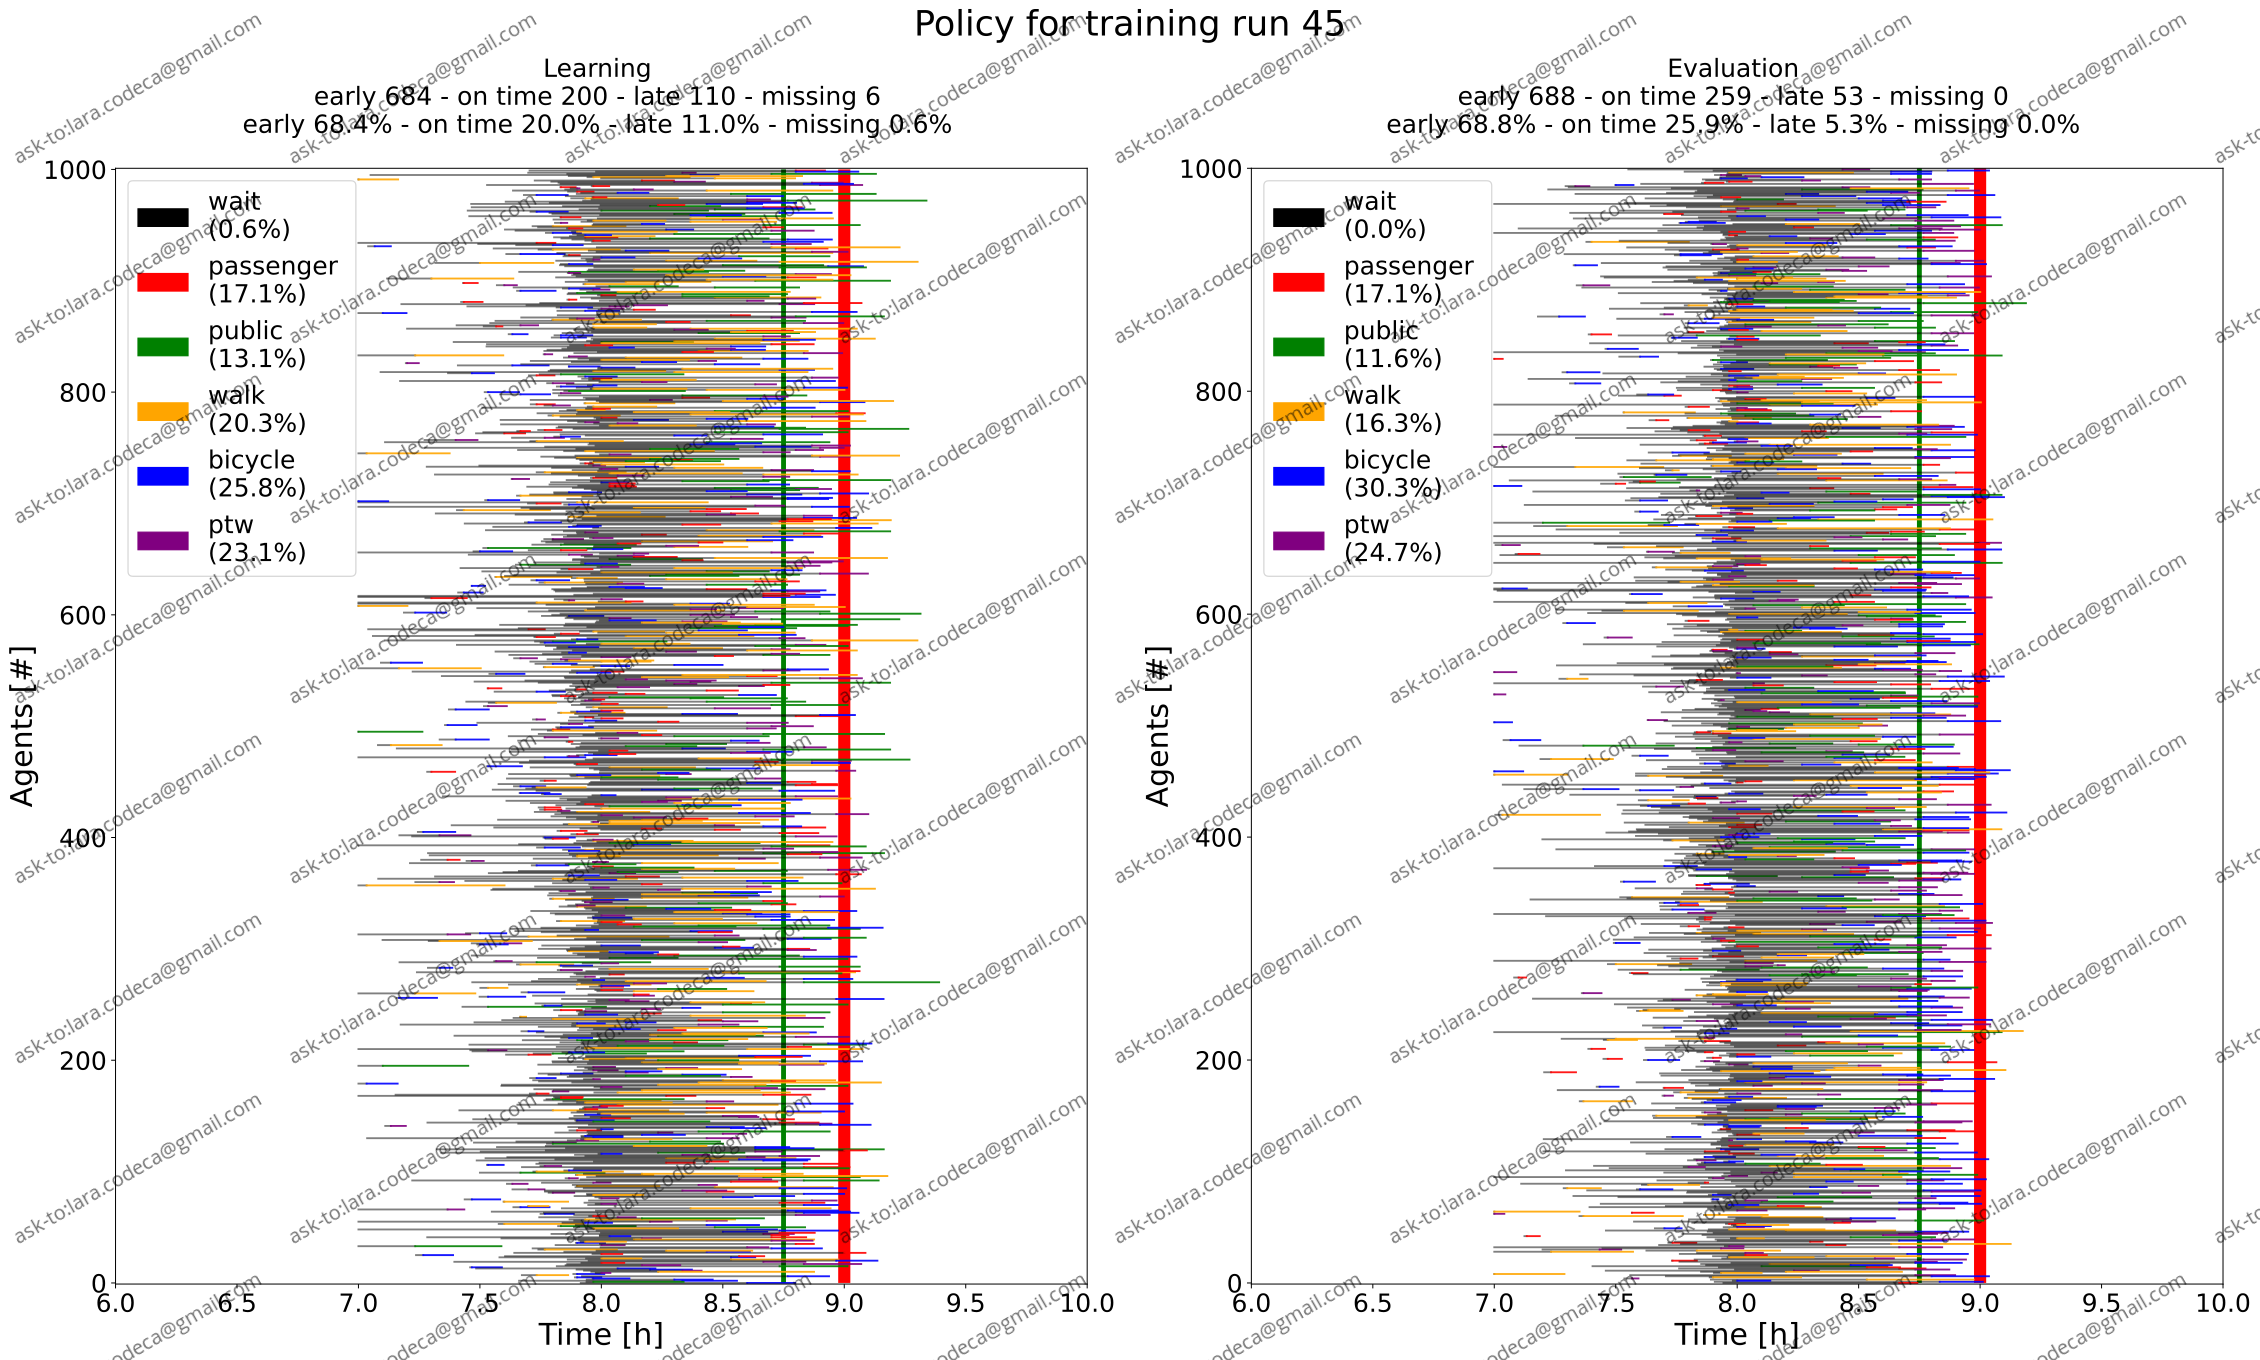 Policy for training run 45
Learning
early 684 - on time 200 - late 110 - missing 6
early 68.4% - on time 20.0% - late 11.0% - missing 0.6%
Agents [#]
1000
800
600
400
200
0
wait
(0.6%)
passenger
(17.1%)
public
(13.1%)
walk
(20.3%)
bicycle
(25.8%)
ptw
(23.1%)
6.0 6.5 7.0 7.5 8.0 8.5 9.0 9.5 10.0
Time [h]
Evaluation
early 688 - on time 259 - late 53 - missing 0
early 68.8% - on time 25.9% - late 5.3% - missing 0.0%
Agents [#]
1000
800
600
400
200
0
wait
(0.0%)
passenger
(17.1%)
public
(11.6%)
walk
(16.3%)
bicycle
(30.3%)
ptw
(24.7%)
6.0 6.5 7.0 7.5 8.0 8.5 9.0 9.5 10.0
Time [h]
ask-to:lara.codeca@gmail.com